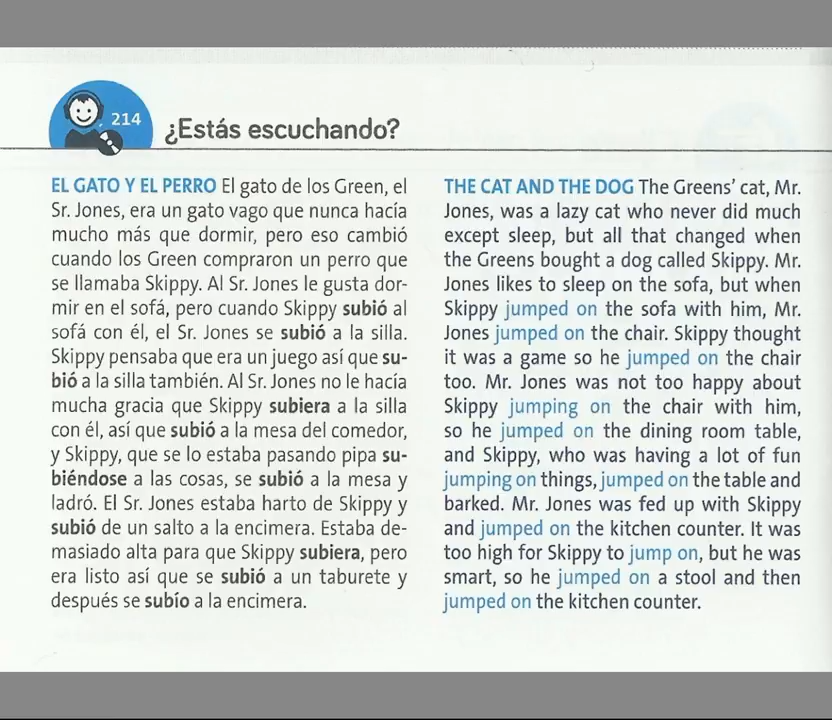 214
¿Estás escuchando?
EL GATO Y EL PERRO El gato de los Green, el
Sr. Jones, era un gato vago que nunca hacía
mucho más que dormir, pero eso cambió
cuando los Green compraron un perro que
se llamaba Skippy. Al Sr. Jones le gusta dor-
mir en el sofá, pero cuando Skippy subió al
sofá con él, el Sr. Jones se subió a la silla.
Skippy pensaba que era un juego así que su-
bió a la silla también. Al Sr. Jones no le hacía
mucha gracia que Skippy subiera a la silla
con él, así que subió a la mesa del comedor,
y Skippy, que se lo estaba pasando pipa su-
biéndose a las cosas, se subió a la mesa y
ladró. El Sr. Jones estaba harto de Skippy y
subió de un salto a la encimera. Estaba de-
masiado alta para que Skippy subiera, pero
era listo así que se subió a un taburete y
después se subío a la encimera.
THE CAT AND THE DOG The Greens' cat, Mr.
Jones, was a lazy cat who never did much
except sleep, but all that changed when
the Greens bought a dog called Skippy. Mr.
Jones likes to sleep on the sofa, but when
Skippy jumped on the sofa with him, Mr.
Jones jumped on the chair. Skippy thought
it was a game so he jumped on the chair
too. Mr. Jones was not too happy about
Skippy jumping on the chair with him,
so he jumped on the dining room table,
and Skippy, who was having a lot of fun
jumping on things, jumped on the table and
barked. Mr. Jones was fed up with Skippy
and jumped on the kitchen counter. It was
too high for Skippy to jump on, but he was
smart, so he jumped on a stool and then
jumped on the kitchen counter.